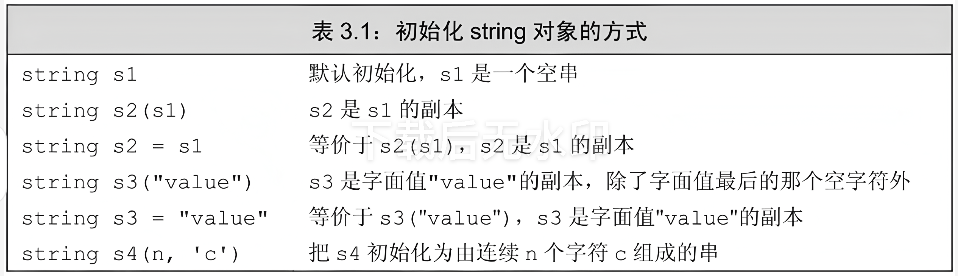 表 3.1：初始化 string 对象的方式
string s1 默认初始化，s1 是一个空串
string s2(s1) s2 是 s1 的副本
string s2 = s1 等价于 s2(s1)，s2 是 s1 的副本
下载后无水印
string s3("value") s3 是字面值"value"的副本，除了字面值最后的那个空字符外
string s3 = "value" 等价于 s3("value")，s3 是字面值"value"的副本
string s4(n, 'c') 把 s4 初始化为由连续 n 个字符 c 组成的串